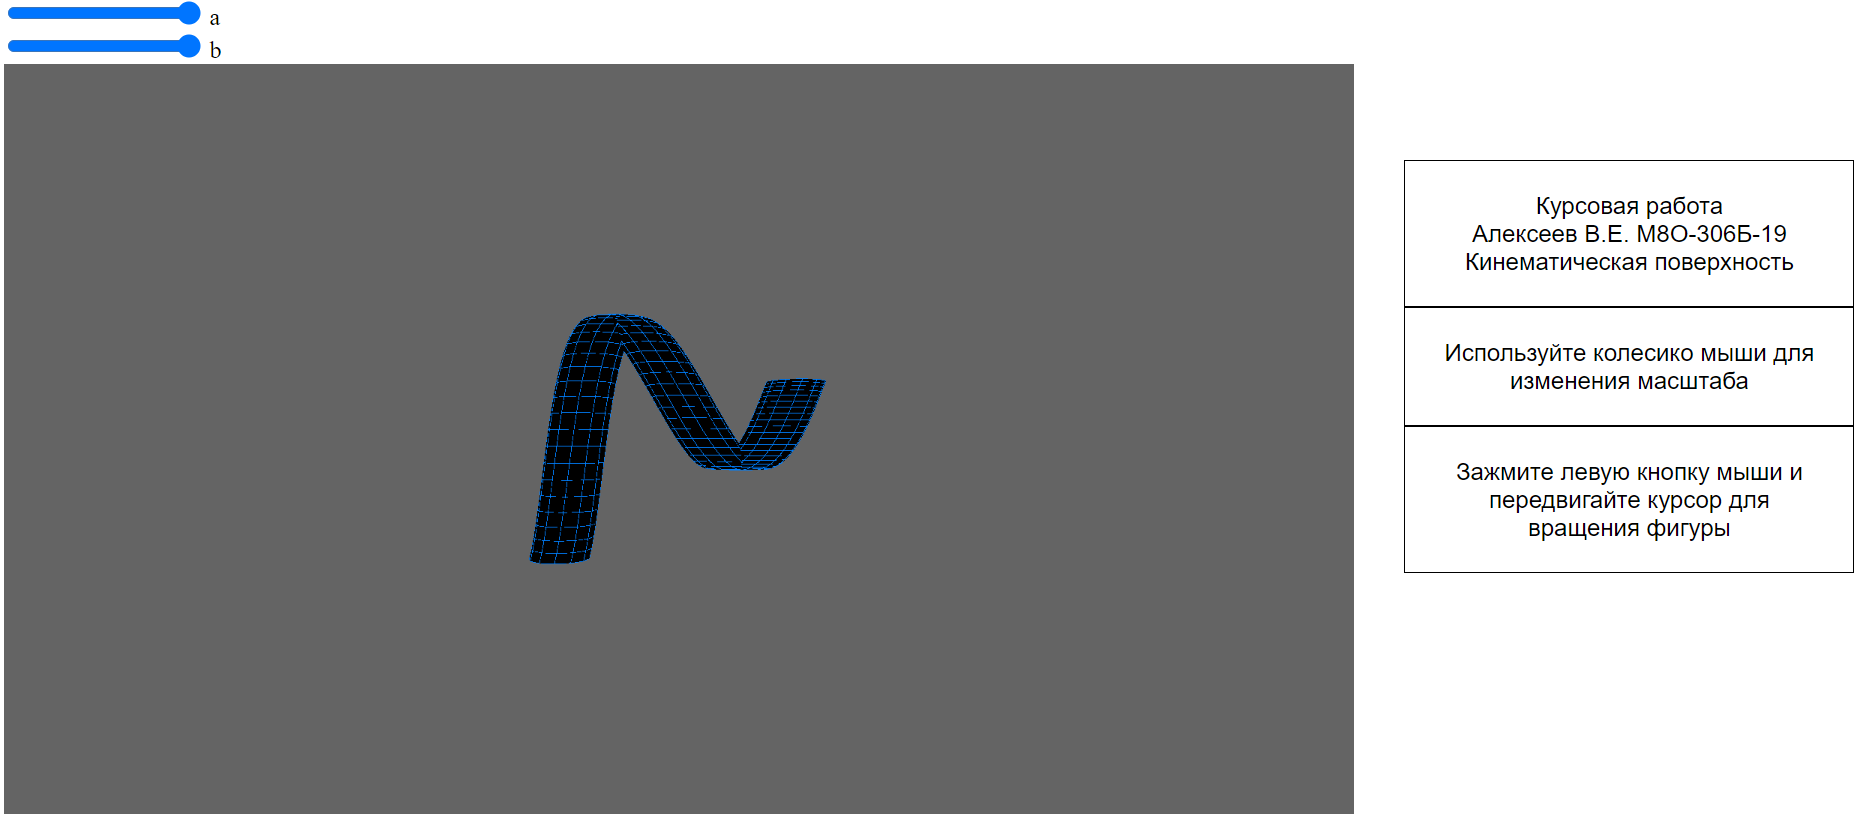 a
b
Курсовая работа
Алексеев В.Е. М8О-306Б-19
Кинематическая поверхность
Используйте колесико мыши для
изменения масштаба
Зажмите левую кнопку мыши и
передвигайте курсор для
вращения фигуры